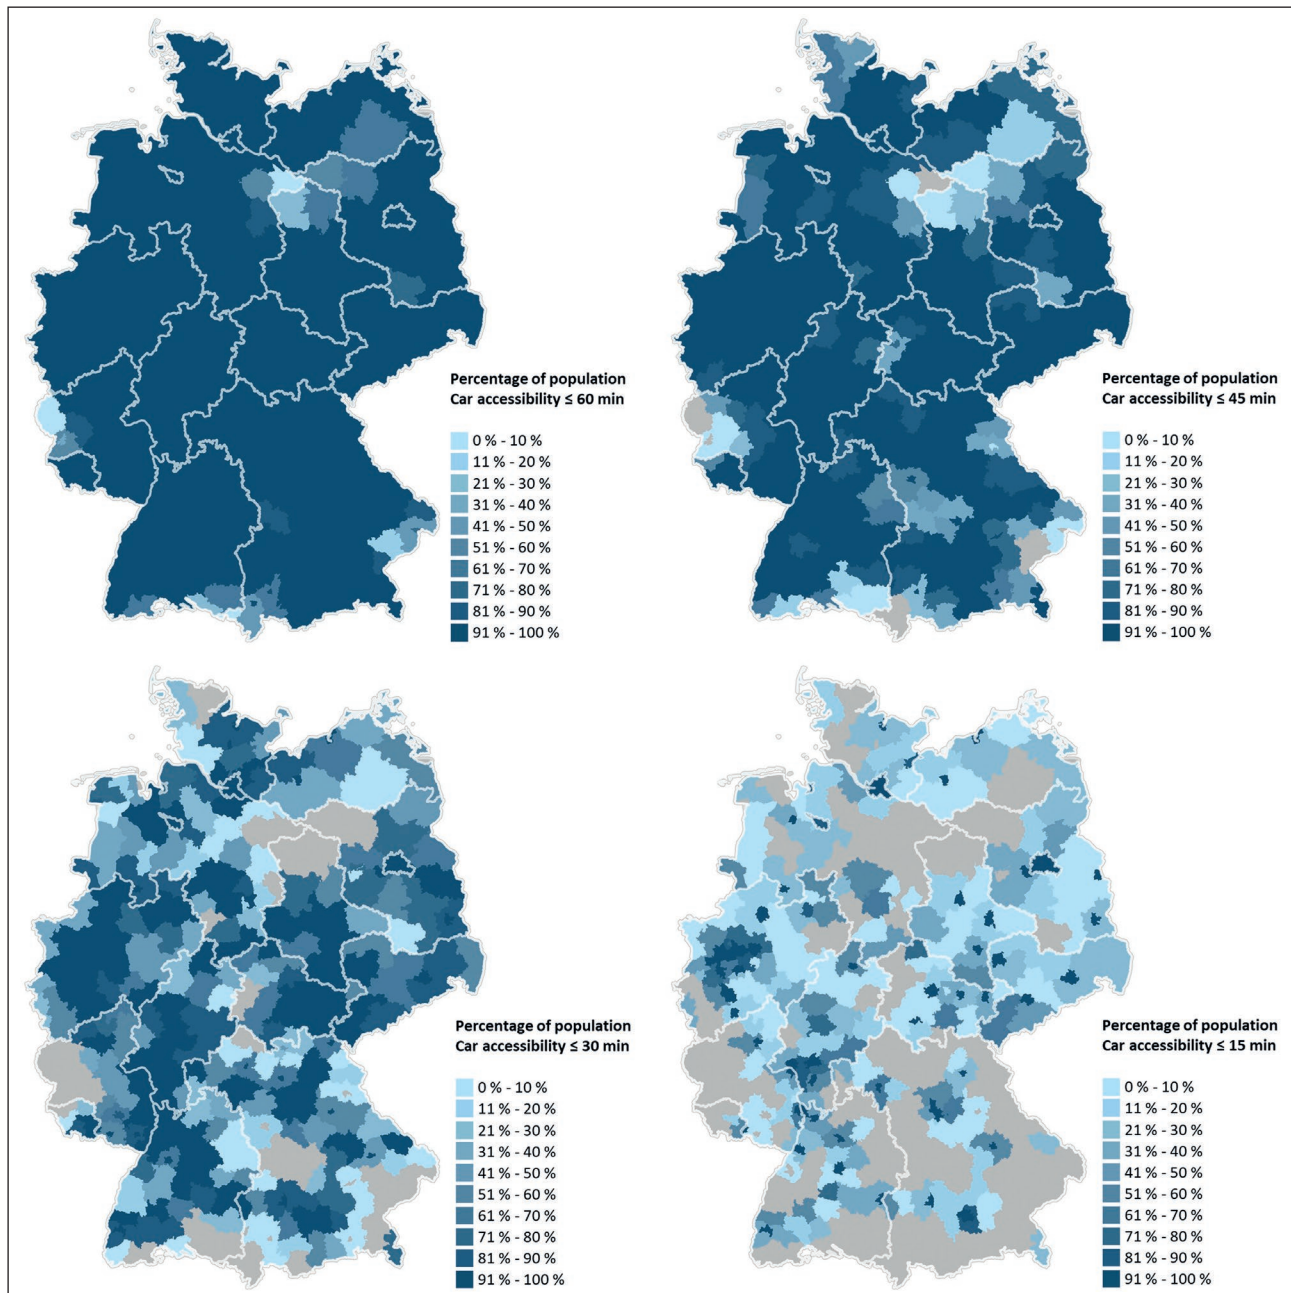 Percentage of population
Car accessibility ≤ 60 min
0 % - 10 %
11 % - 20 %
21 % - 30 %
31 % - 40 %
41 % - 50 %
51 % - 60 %
61 % - 70 %
71 % - 80 %
81 % - 90 %
91 % - 100 %
Percentage of population
Car accessibility ≤ 45 min
0 % - 10 %
11 % - 20 %
21 % - 30 %
31 % - 40 %
41 % - 50 %
51 % - 60 %
61 % - 70 %
71 % - 80 %
81 % - 90 %
91 % - 100 %
Percentage of population
Car accessibility ≤ 30 min
0 % - 10 %
11 % - 20 %
21 % - 30 %
31 % - 40 %
41 % - 50 %
51 % - 60 %
61 % - 70 %
71 % - 80 %
81 % - 90 %
91 % - 100 %
Percentage of population
Car accessibility ≤ 15 min
0 % - 10 %
11 % - 20 %
21 % - 30 %
31 % - 40 %
41 % - 50 %
51 % - 60 %
61 % - 70 %
71 % - 80 %
81 % - 90 %
91 % - 100 %